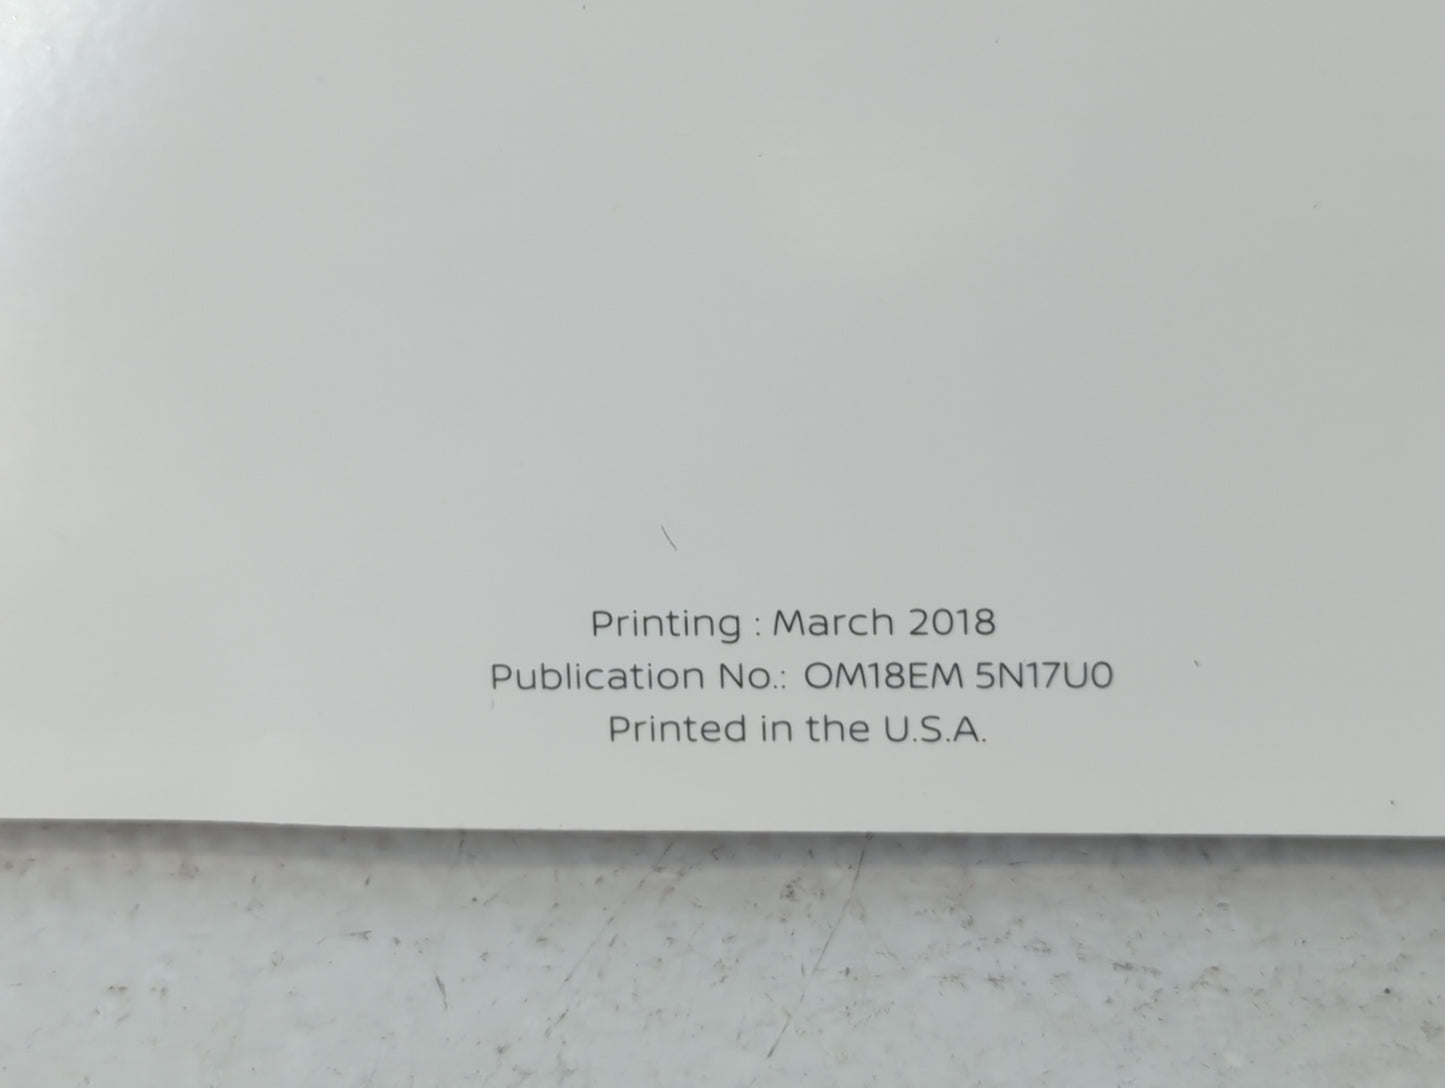 Printing : March 2018
Publication No.: OM18EM 5N17U0
Printed in the U.S.A.